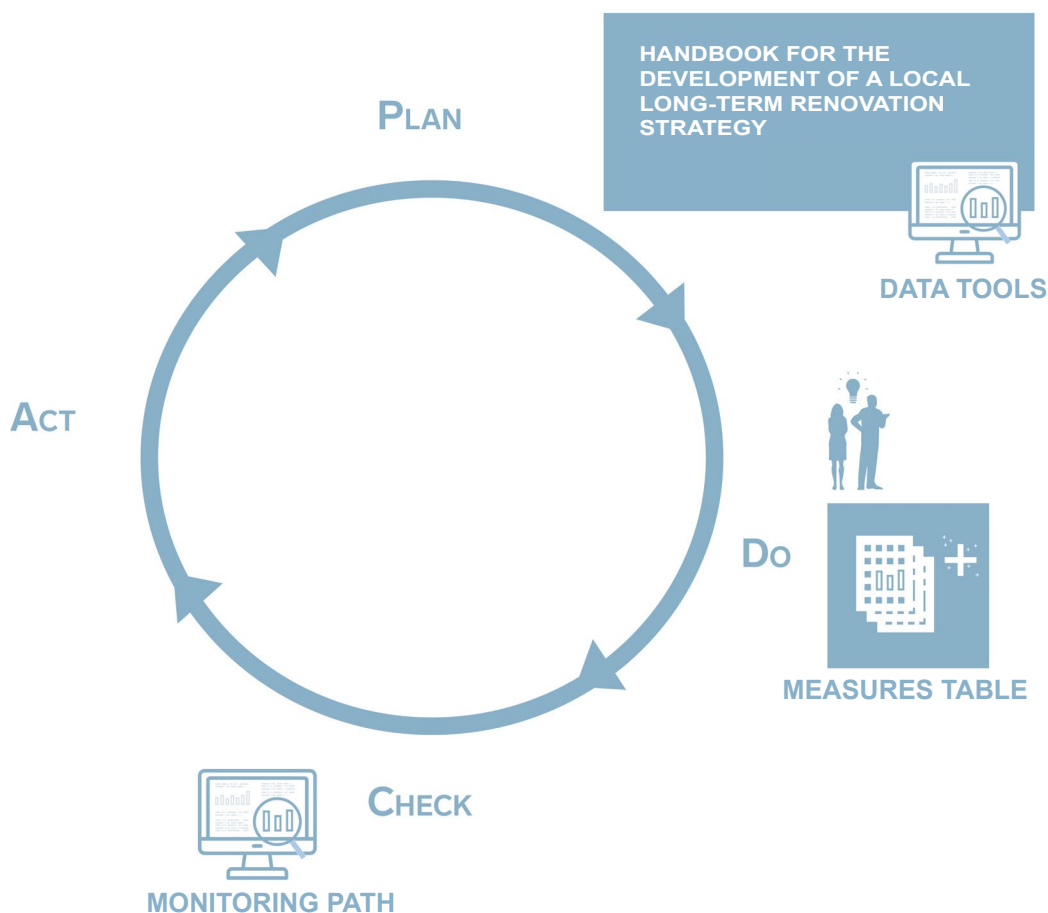 HANDBOOK FOR THE
DEVELOPMENT OF A LOCAL
LONG-TERM RENOVATION
STRATEGY
PLAN
DATA TOOLS
ACT
DO
MEASURES TABLE
CHECK
MONITORING PATH